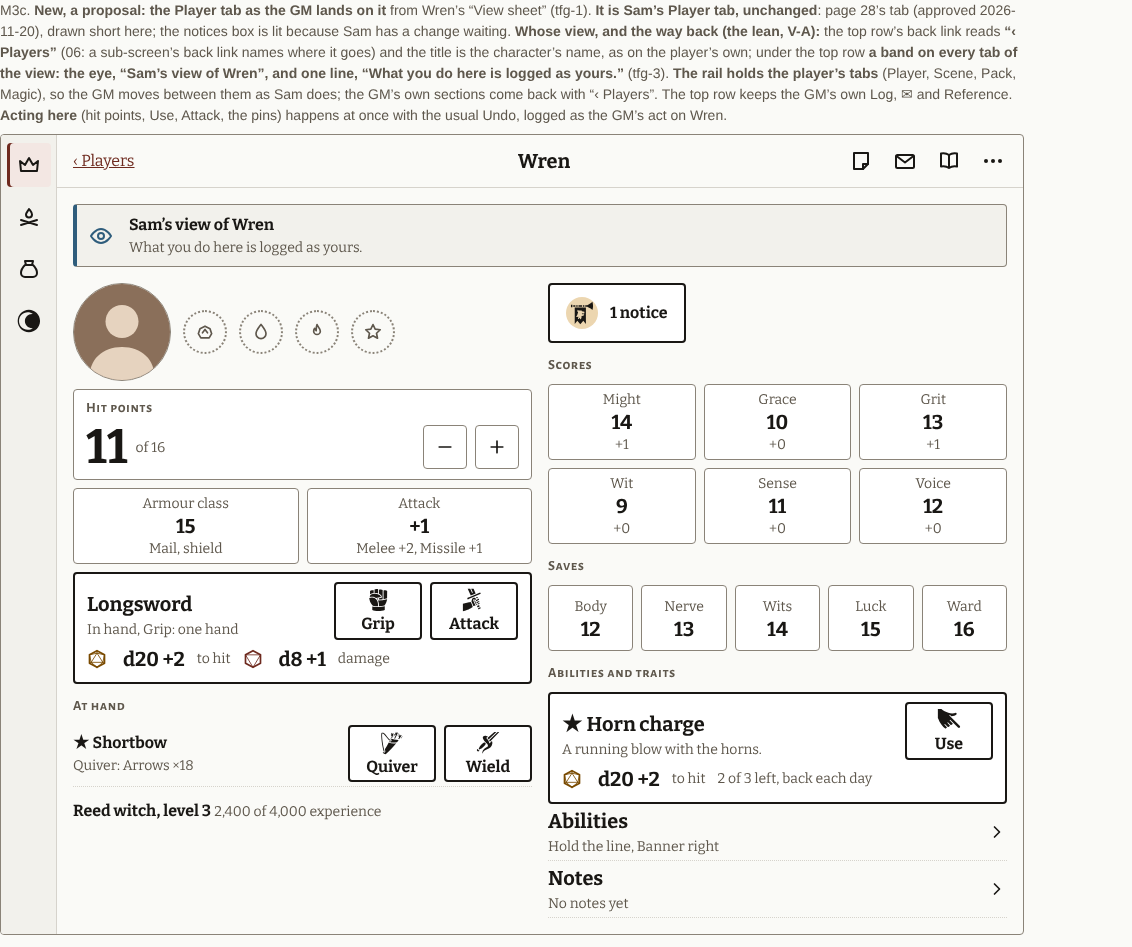 M3c. New, a proposal: the Player tab as the GM lands on it from Wren’s “View sheet” (tfg-1). It is Sam’s Player tab, unchanged: page 28’s tab (approved 2026-
11-20), drawn short here; the notices box is lit because Sam has a change waiting. Whose view, and the way back (the lean, V-A): the top row’s back link reads “‹
Players” (06: a sub-screen’s back link names where it goes) and the title is the character’s name, as on the player’s own; under the top row a band on every tab of
the view: the eye, “Sam’s view of Wren”, and one line, “What you do here is logged as yours.” (tfg-3). The rail holds the player’s tabs (Player, Scene, Pack,
Magic), so the GM moves between them as Sam does; the GM’s own sections come back with “‹ Players”. The top row keeps the GM’s own Log, ✉ and Reference.
Acting here (hit points, Use, Attack, the pins) happens at once with the usual Undo, logged as the GM’s act on Wren.
‹ Players
Wren
Sam’s view of Wren
What you do here is logged as yours.
Hit points
11 of 16
− +
Armour class
15
Mail, shield
Attack
+1
Melee +2, Missile +1
Longsword
In hand, Grip: one hand
Grip
Attack
d20 +2 to hit d8 +1 damage
At hand
★ Shortbow
Quiver: Arrows ×18
Quiver
Wield
Reed witch, level 3 2,400 of 4,000 experience
1 notice
Scores
Might
14
+1
Grace
10
+0
Grit
13
+1
Wit
9
+0
Sense
11
+0
Voice
12
+0
Saves
Body
12
Nerve
13
Wits
14
Luck
15
Ward
16
Abilities and traits
★ Horn charge
A running blow with the horns.
Use
d20 +2 to hit 2 of 3 left, back each day
Abilities
Hold the line, Banner right
Notes
No notes yet